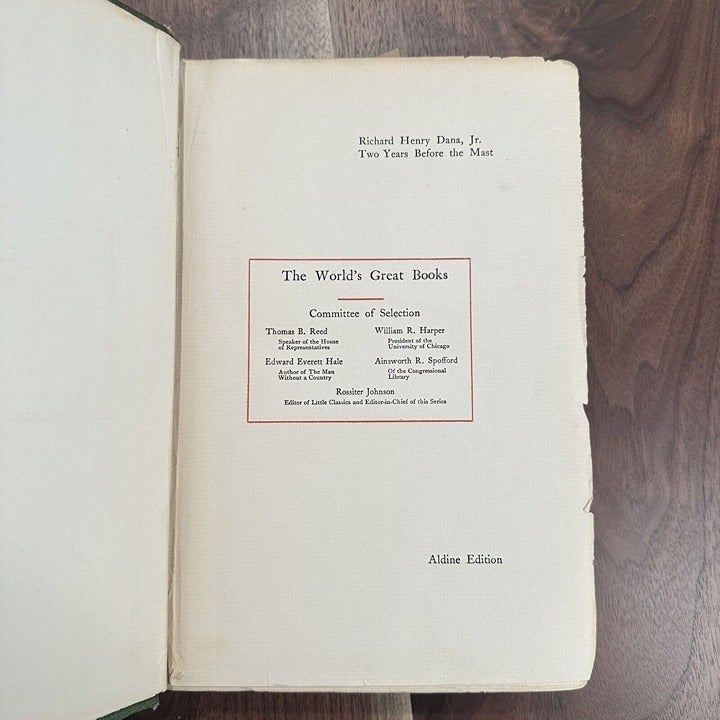 Richard Henry Dana, Jr.
Two Years Before the Mast
The World's Great Books
Committee of Selection
Thomas B. Reed
Speaker of the House
of Representatives
William R. Harper
President of the
University of Chicago
Edward Everett Hale
Author of The Man
Without a Country
Ainsworth R. Spofford
Of the Congressional
Library
Rossiter Johnson
Editor of Little Classics and Editor-in-Chief of this Series
Aldine Edition